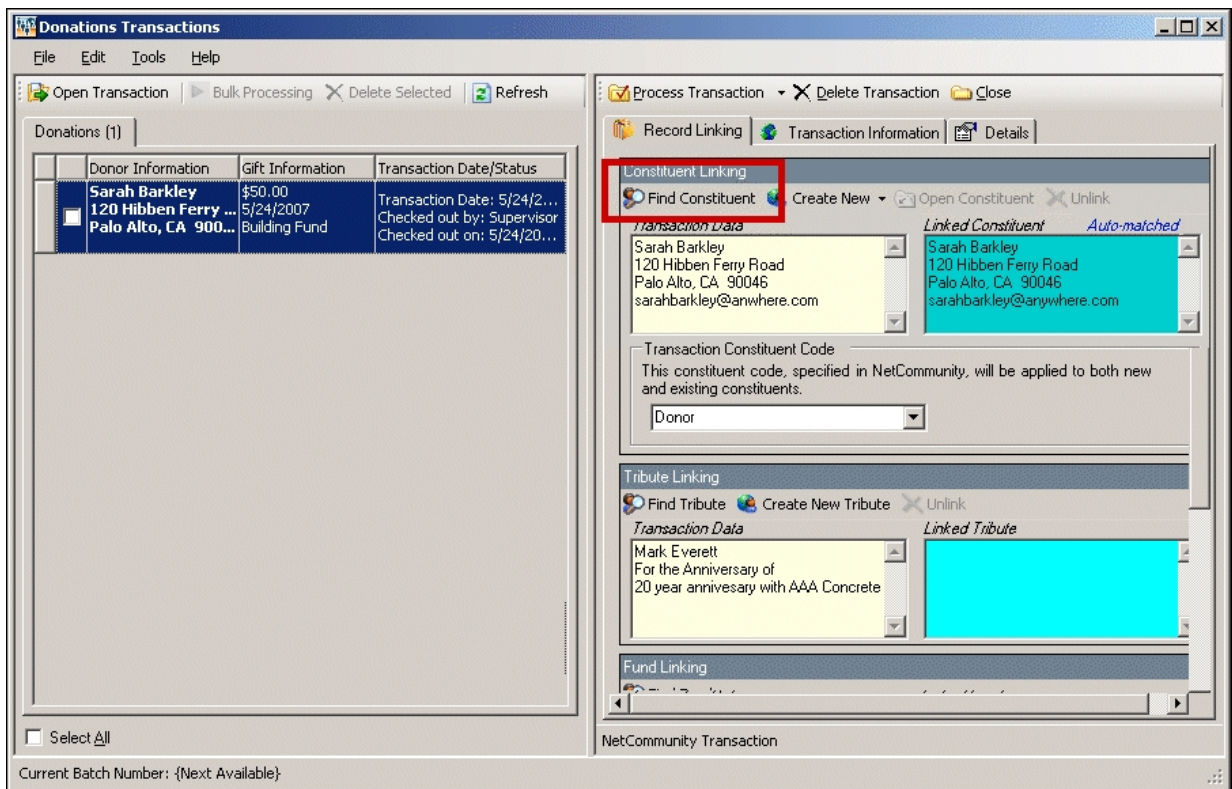 Donations Transactions
File Edit Tools Help
Open Transaction Bulk Processing Delete Selected Refresh
Donations (1)
Donor Information Gift Information Transaction Date/Status
Sarah Barkley $50.00 Transaction Date: 5/24/2...
120 Hibben Ferry ... 5/24/2007 Checked out by: Supervisor
Palo Alto, CA 900... Building Fund Checked out on: 5/24/20...
Select All
Process Transaction Delete Transaction Close
Record Linking Transaction Information Details
Constituent Linking
Find Constituent Create New Open Constituent Unlink
Transaction Data Linked Constituent Auto-matched
Sarah Barkley
120 Hibben Ferry Road
Palo Alto, CA 90046
sarahbarkley@anwhere.com
Sarah Barkley
120 Hibben Ferry Road
Palo Alto, CA 90046
sarahbarkley@anywhere.com
Transaction Constituent Code
This constituent code, specified in NetCommunity, will be applied to both new
and existing constituents.
Donor
Tribute Linking
Find Tribute Create New Tribute Unlink
Transaction Data Linked Tribute
Mark Everett
For the Anniversary of
20 year annivesary with AAA Concrete
Fund Linking
NetCommunity Transaction
Current Batch Number: {Next Available}